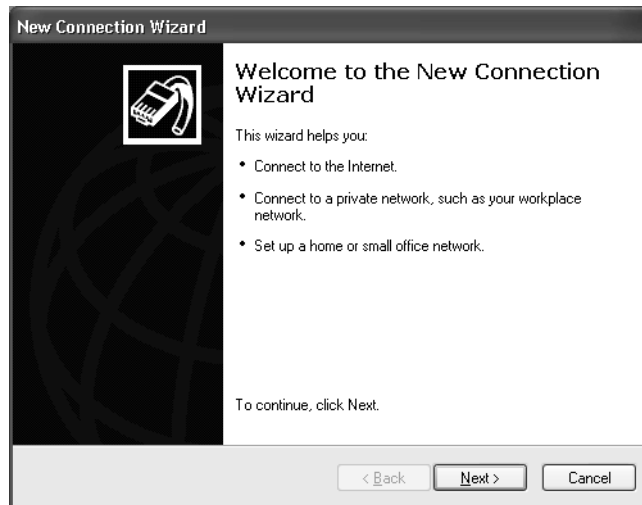 New Connection Wizard
Welcome to the New Connection
Wizard
This wizard helps you:
• Connect to the Internet.
• Connect to a private network, such as your workplace
network.
• Set up a home or small office network.
To continue, click Next.
< Back
Next >
Cancel